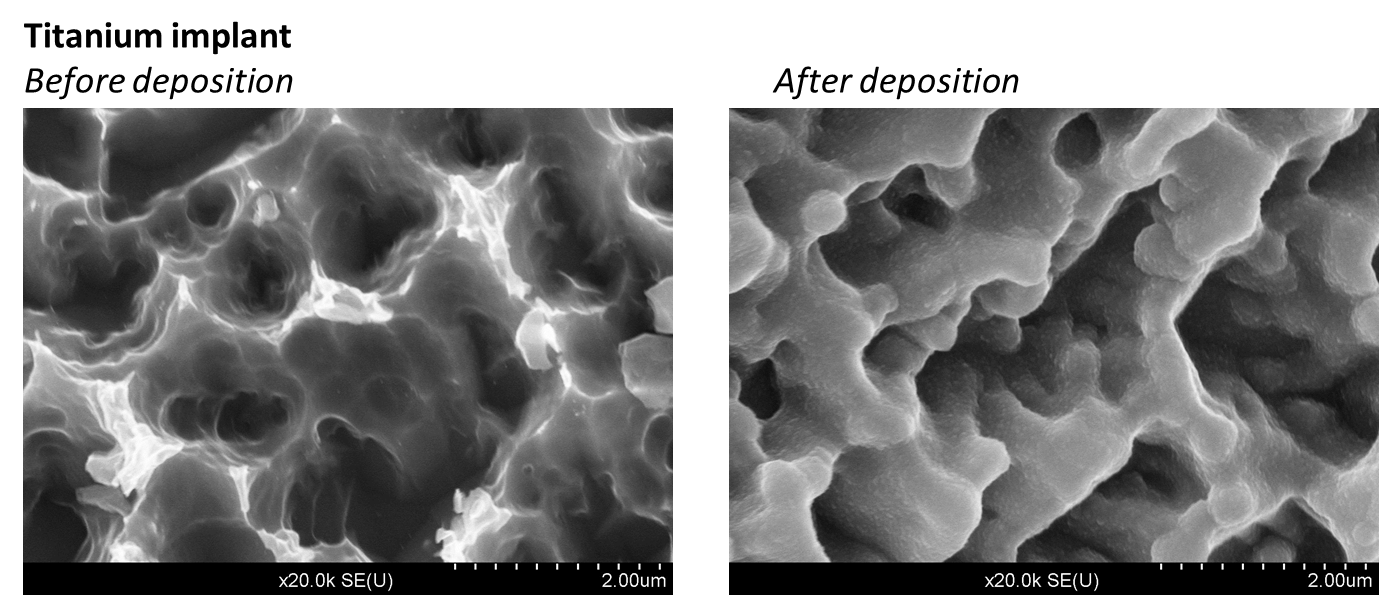 Titanium implant
Before deposition
After deposition
x20.0k SE(U) 2.00um
x20.0k SE(U) 2.00um